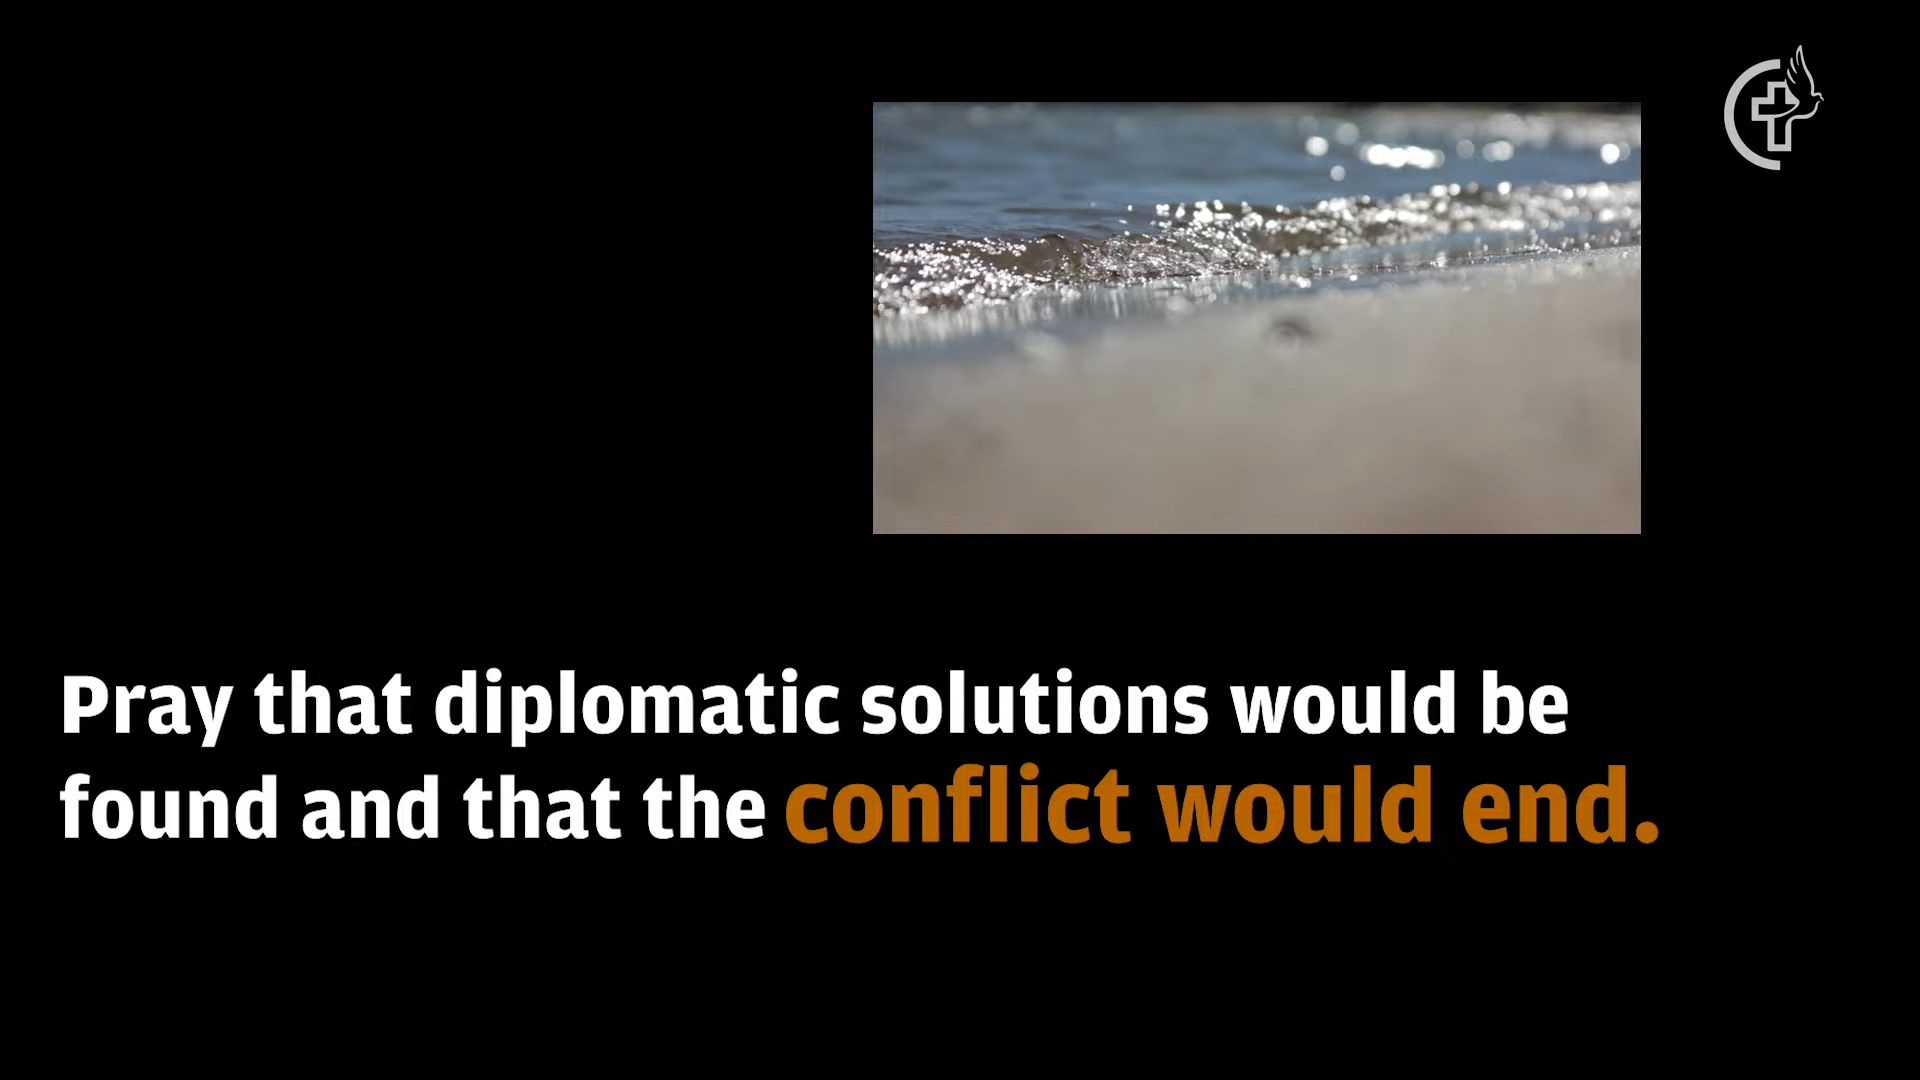 Pray that diplomatic solutions would be
found and that the conflict would end.